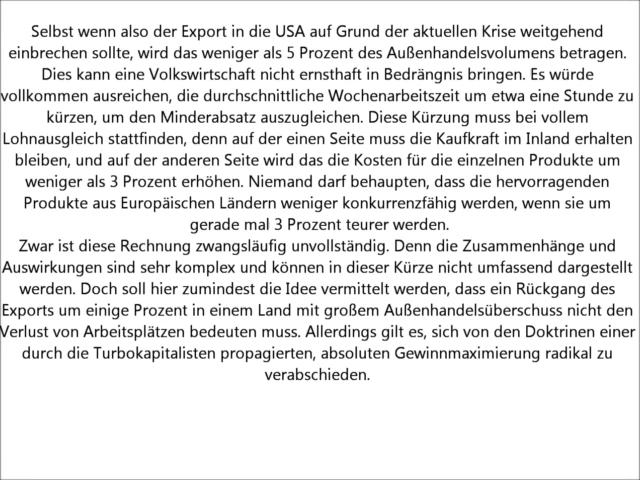 Selbst wenn also der Export in die USA auf Grund der aktuellen Krise weitgehend
einbrechen sollte, wird das weniger als 5 Prozent des Außenhandelsvolumens betragen.
Dies kann eine Volkswirtschaft nicht ernsthaft in Bedrängnis bringen. Es würde
vollkommen ausreichen, die durchschnittliche Wochenarbeitszeit um etwa eine Stunde zu
kürzen, um den Minderabsatz auszugleichen. Diese Kürzung muss bei vollem
Lohnausgleich stattfinden, denn auf der einen Seite muss die Kaufkraft im Inland erhalten
bleiben, und auf der anderen Seite wird das die Kosten für die einzelnen Produkte um
weniger als 3 Prozent erhöhen. Niemand darf behaupten, dass die hervorragenden
Produkte aus Europäischen Ländern weniger konkurrenzfähig werden, wenn sie um
gerade mal 3 Prozent teurer werden.
Zwar ist diese Rechnung zwangsläufig unvollständig. Denn die Zusammenhänge und
Auswirkungen sind sehr komplex und können in dieser Kürze nicht umfassend dargestellt
werden. Doch soll hier zumindest die Idee vermittelt werden, dass ein Rückgang des
Exports um einige Prozent in einem Land mit großem Außenhandelsüberschuss nicht den
Verlust von Arbeitsplätzen bedeuten muss. Allerdings gilt es, sich von den Doktrinen einer
durch die Turbokapitalisten propagierten, absoluten Gewinnmaximierung radikal zu
verabschieden.